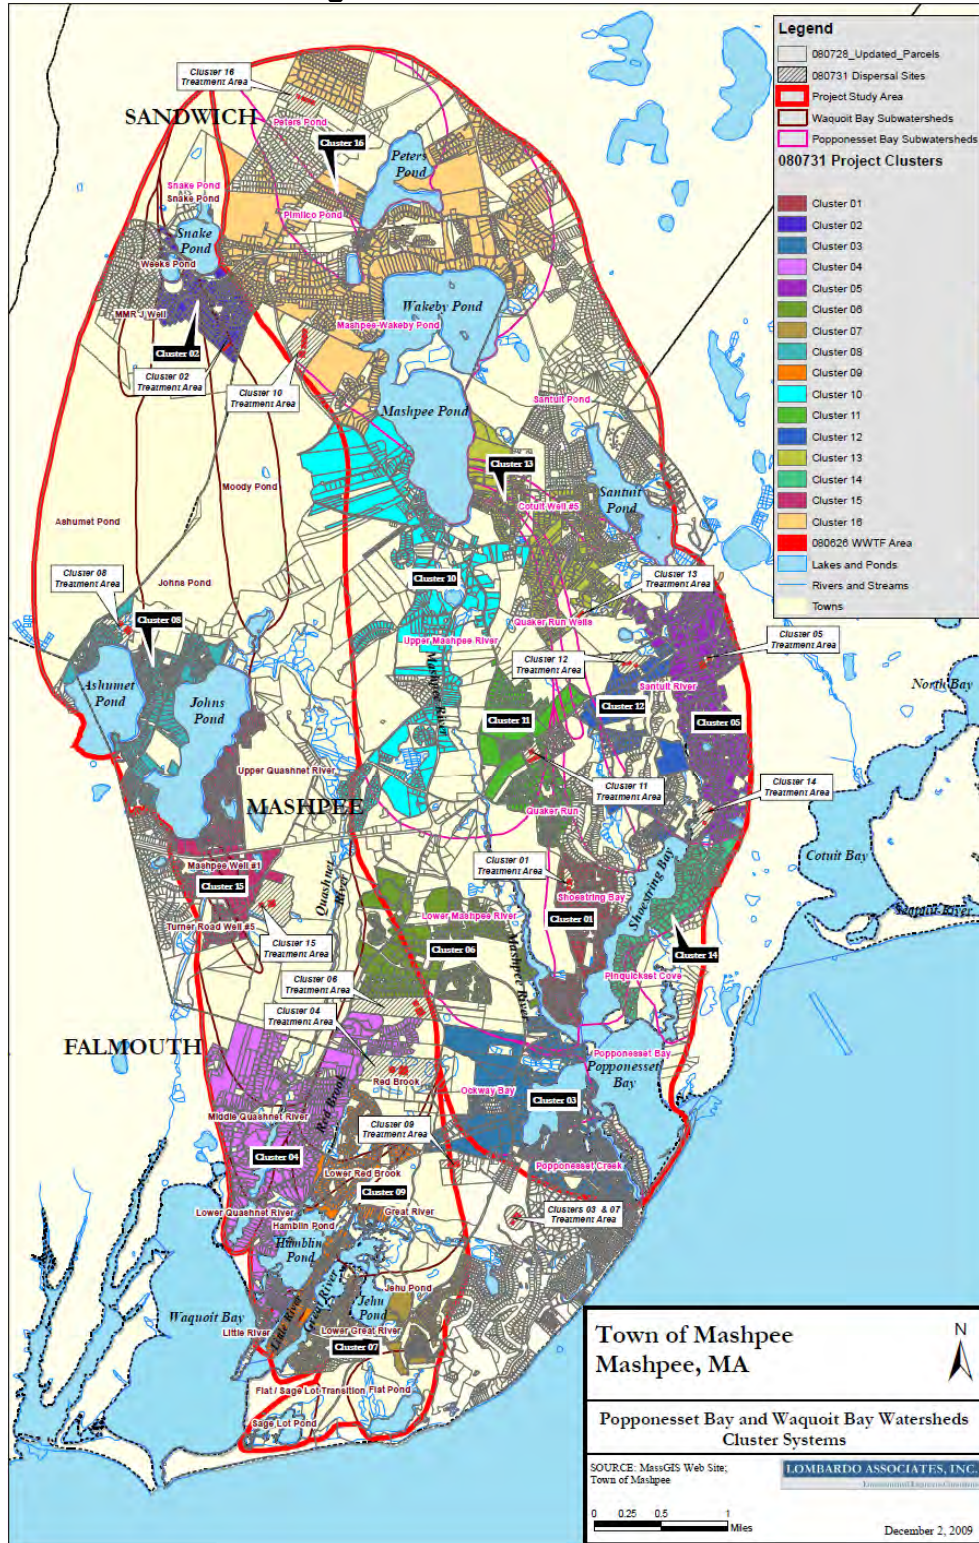 Legend
080728_Updated_Parcels
080731 Dispersal Sites
Project Study Area
Waquoit Bay Subwatersheds
Popponesset Bay Subwatersheds
080731 Project Clusters
Cluster 01
Cluster 02
Cluster 03
Cluster 04
Cluster 05
Cluster 06
Cluster 07
Cluster 08
Cluster 09
Cluster 10
Cluster 11
Cluster 12
Cluster 13
Cluster 14
Cluster 15
Cluster 16
080626 WWTF Area
Lakes and Ponds
Rivers and Streams
Towns
Cluster 16
Treatment Area
SANDWICH
Peters Pond
Cluster 16
Peters
Pond
Snake Pond
Snake Pond
Pimlico Pond
Snake
Pond
Weeks Pond
Wakeby Pond
MMR J Well
Mashpee-Wakeby Pond
Cluster 02
Cluster 02
Treatment Area
Cluster 10
Treatment Area
Santuit Pond
Mashpee Pond
Cluster 13
Moody Pond
Cotuit Well #5
Santuit
Pond
Ashumet Pond
Cluster 08
Treatment Area
Johns Pond
Cluster 10
Cluster 13
Treatment Area
Cluster 08
Quaker Run Wells
Upper Mashpee River
Cluster 12
Treatment Area
Cluster 05
Treatment Area
Mashpee River
Santuit River
North Bay
Ashumet
Pond
Johns
Pond
Cluster 11
Cluster 12
Cluster 05
Upper Quashnet River
Cluster 11
Treatment Area
Cluster 14
Treatment Area
MASHPEE
Quaker Run
Cotuit Bay
Mashpee Well #1
Cluster 01
Treatment Area
Shoestring Bay
Quashnet
River
Cluster 15
Shoestring Bay
Santuit River
Lower Mashpee River
Cluster 01
Turner Road Well #5
Cluster 06
Mashpee River
Cluster 14
Cluster 15
Treatment Area
Pinquickset Cove
Cluster 06
Treatment Area
Cluster 04
Treatment Area
FALMOUTH
Popponesset Bay
Popponesset
Bay
Red Brook
Ockway Bay
Cluster 03
Red Brook
Middle Quashnet River
Cluster 09
Treatment Area
Cluster 04
Lower Red Brook
Popponesset Creek
Cluster 09
Lower Quashnet River
Great River
Clusters 03 & 07
Treatment Area
Hamblin Pond
Hamblin
Pond
Jehu Pond
Great River
Jehu
Pond
Waquoit Bay
Little River
Little River
Lower Great River
Cluster 07
Flat / Sage Lot Transition
Flat Pond
Sage Lot Pond
Town of Mashpee
Mashpee, MA
N
Popponesset Bay and Waquoit Bay Watersheds
Cluster Systems
SOURCE: MassGIS Web Site;
Town of Mashpee
LOMBARDO ASSOCIATES, INC.
0 0.25 0.5 1
Miles
December 2, 2009